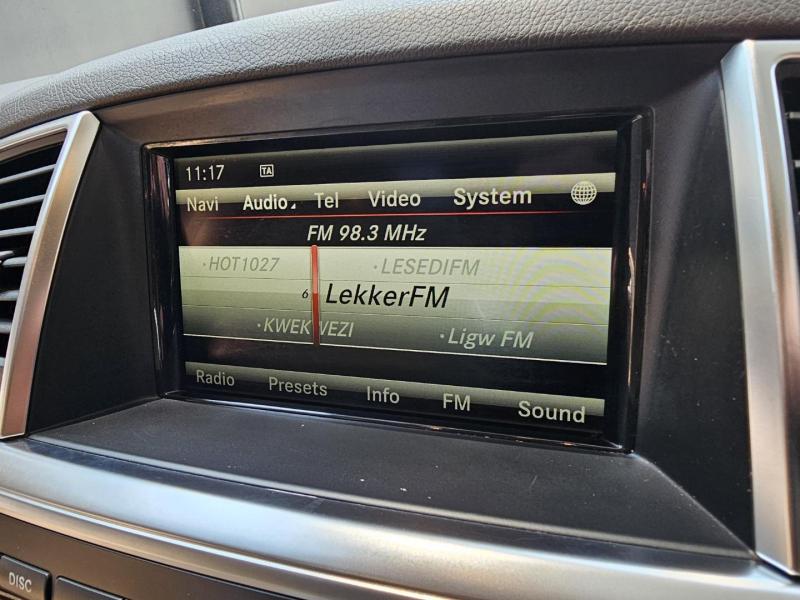 11:17 TA
Navi Audio Tel Video System
FM 98.3 MHz
·HOT1027 ·LESEDIFM
6 LekkerFM
·KWEKWEZI ·Ligw FM
Radio Presets Info FM Sound
DISC